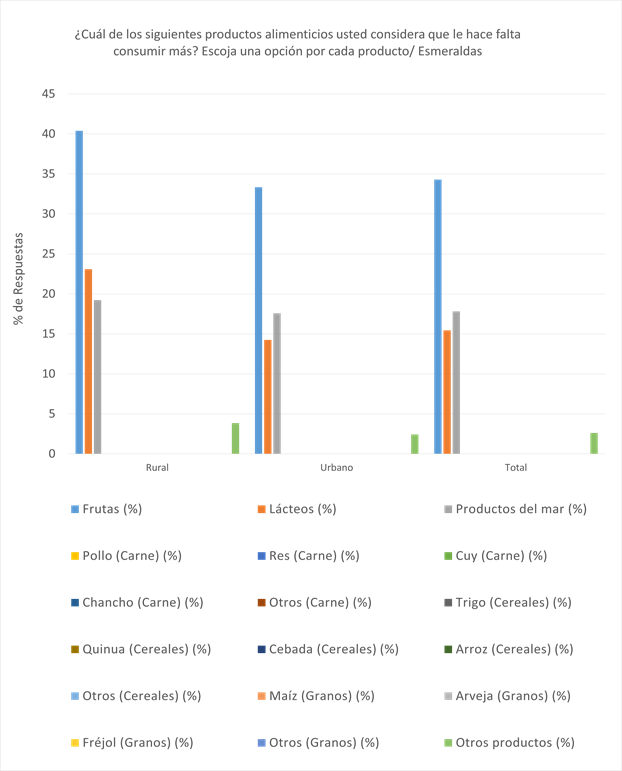 ¿Cuál de los siguientes productos alimenticios usted considera que le hace falta
consumir más? Escoja una opción por cada producto/ Esmeraldas
45
40
35
30
25
20
15
10
5
0
% de Respuestas
Rural Urbano Total
Frutas (%) Lácteos (%) Productos del mar (%)
Pollo (Carne) (%) Res (Carne) (%) Cuy (Carne) (%)
Chancho (Carne) (%) Otros (Carne) (%) Trigo (Cereales) (%)
Quinua (Cereales) (%) Cebada (Cereales) (%) Arroz (Cereales) (%)
Otros (Cereales) (%) Maíz (Granos) (%) Arveja (Granos) (%)
Fréjol (Granos) (%) Otros (Granos) (%) Otros productos (%)